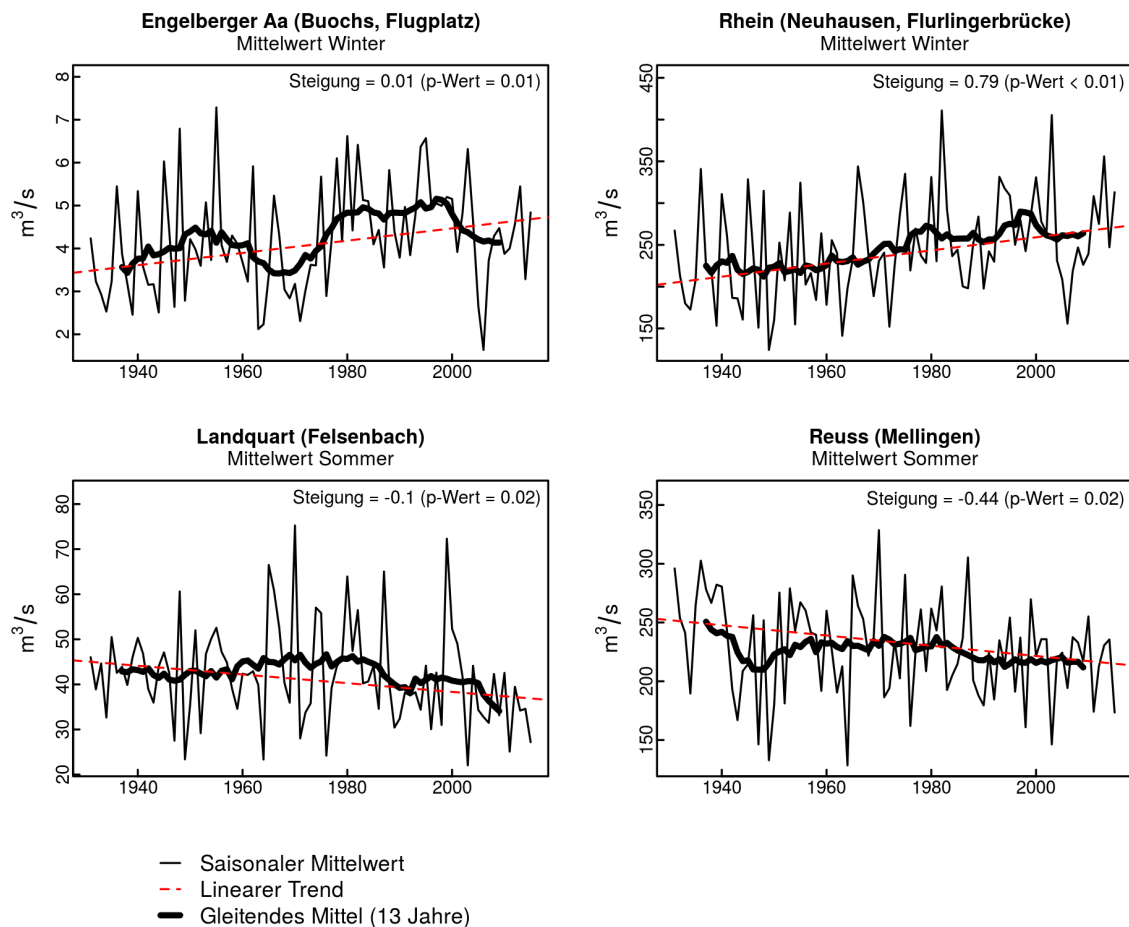 Engelberger Aa (Buochs, Flugplatz)
Mittelwert Winter
Steigung = 0.01 (p-Wert = 0.01)
m³/s
8
7
6
5
4
3
2
1940 1960 1980 2000
Rhein (Neuhausen, Flurlingerbrücke)
Mittelwert Winter
Steigung = 0.79 (p-Wert < 0.01)
m³/s
450
350
250
150
1940 1960 1980 2000
Landquart (Felsenbach)
Mittelwert Sommer
Steigung = -0.1 (p-Wert = 0.02)
m³/s
80
70
60
50
40
30
20
1940 1960 1980 2000
Reuss (Mellingen)
Mittelwert Sommer
Steigung = -0.44 (p-Wert = 0.02)
m³/s
350
300
250
200
150
1940 1960 1980 2000
Saisonaler Mittelwert
Linearer Trend
Gleitendes Mittel (13 Jahre)